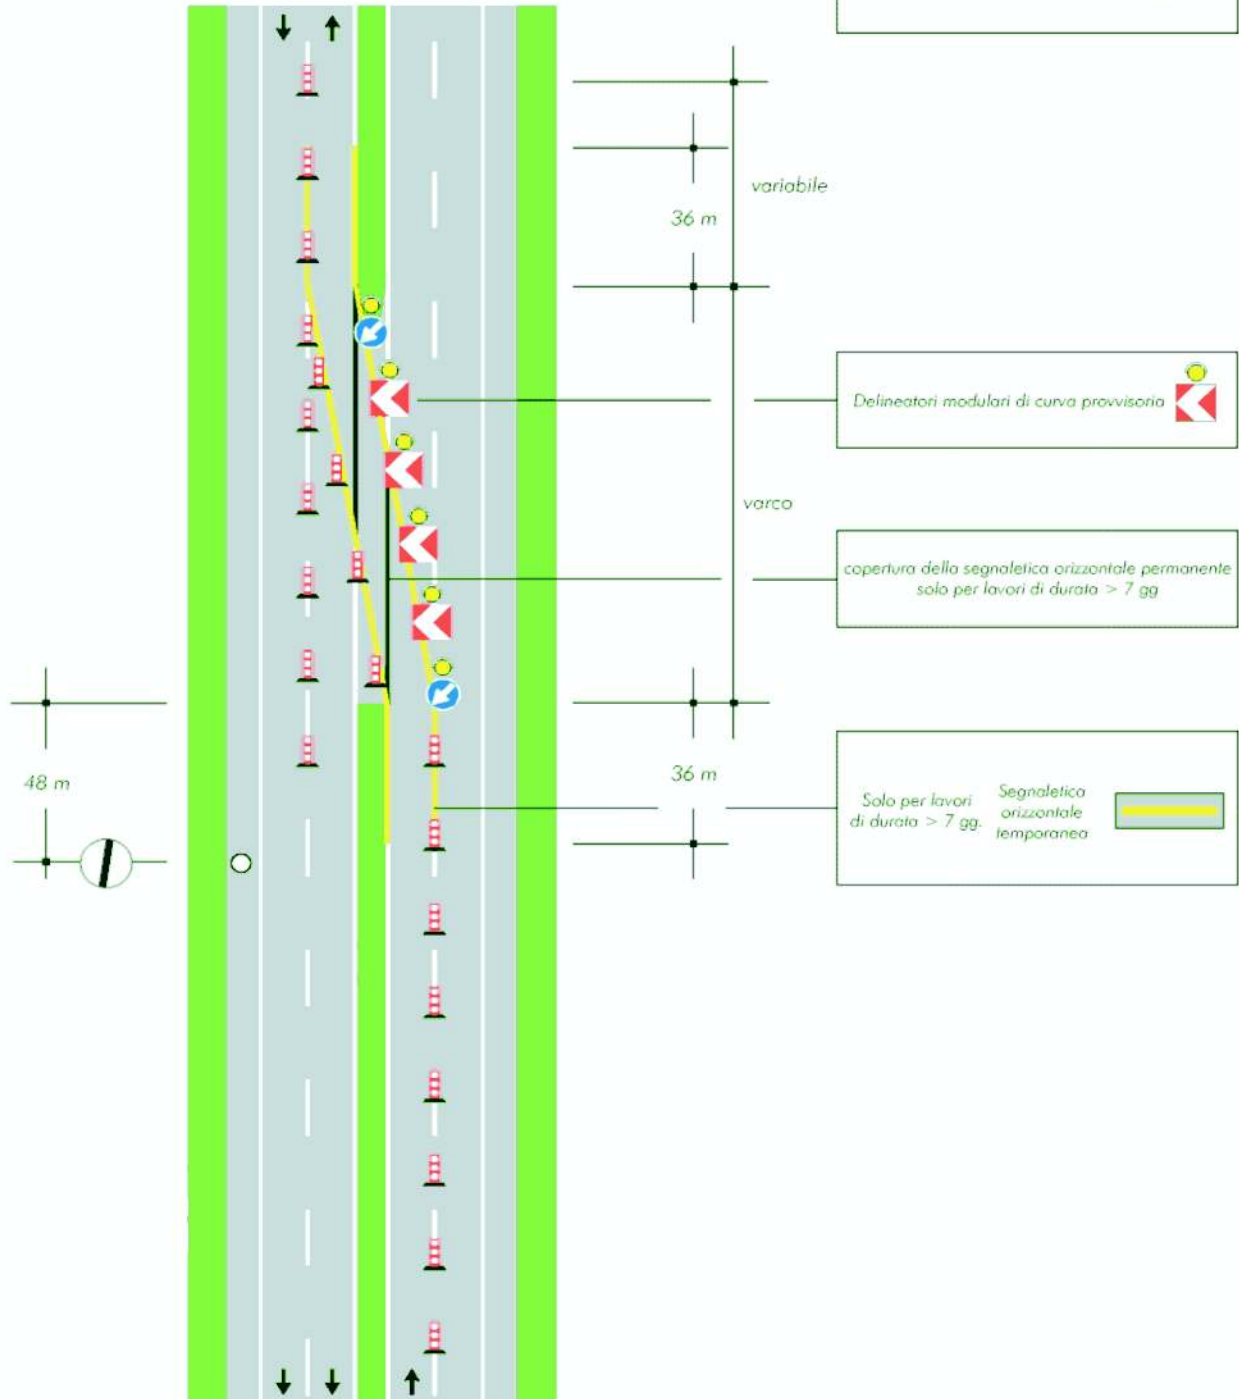 variabile
36 m
Delineatori modulari di curva provvisoria
varco
copertura della segnaletica orizzontale permanente
solo per lavori di durata > 7 gg
48 m
36 m
Solo per lavori
di durata > 7 gg.
Segnaletica
orizzontale
temporanea